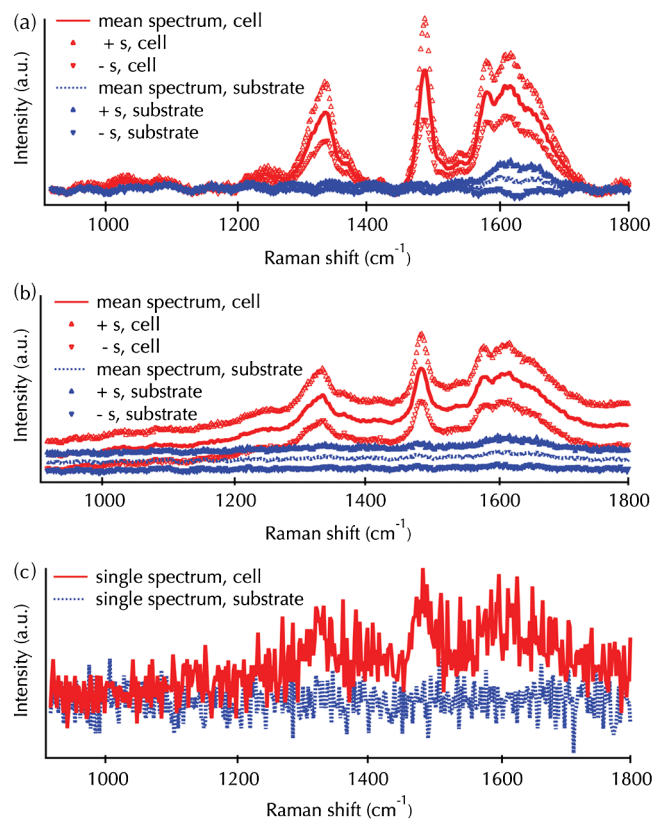 (a)
mean spectrum, cell
+ s, cell
- s, cell
mean spectrum, substrate
+ s, substrate
- s, substrate
Intensity (a.u.)
1000 1200 1400 1600 1800
Raman shift (cm⁻¹)
(b)
mean spectrum, cell
+ s, cell
- s, cell
mean spectrum, substrate
+ s, substrate
- s, substrate
Intensity (a.u.)
1000 1200 1400 1600 1800
Raman shift (cm⁻¹)
(c)
single spectrum, cell
single spectrum, substrate
Intensity (a.u.)
1000 1200 1400 1600 1800
Raman shift (cm⁻¹)